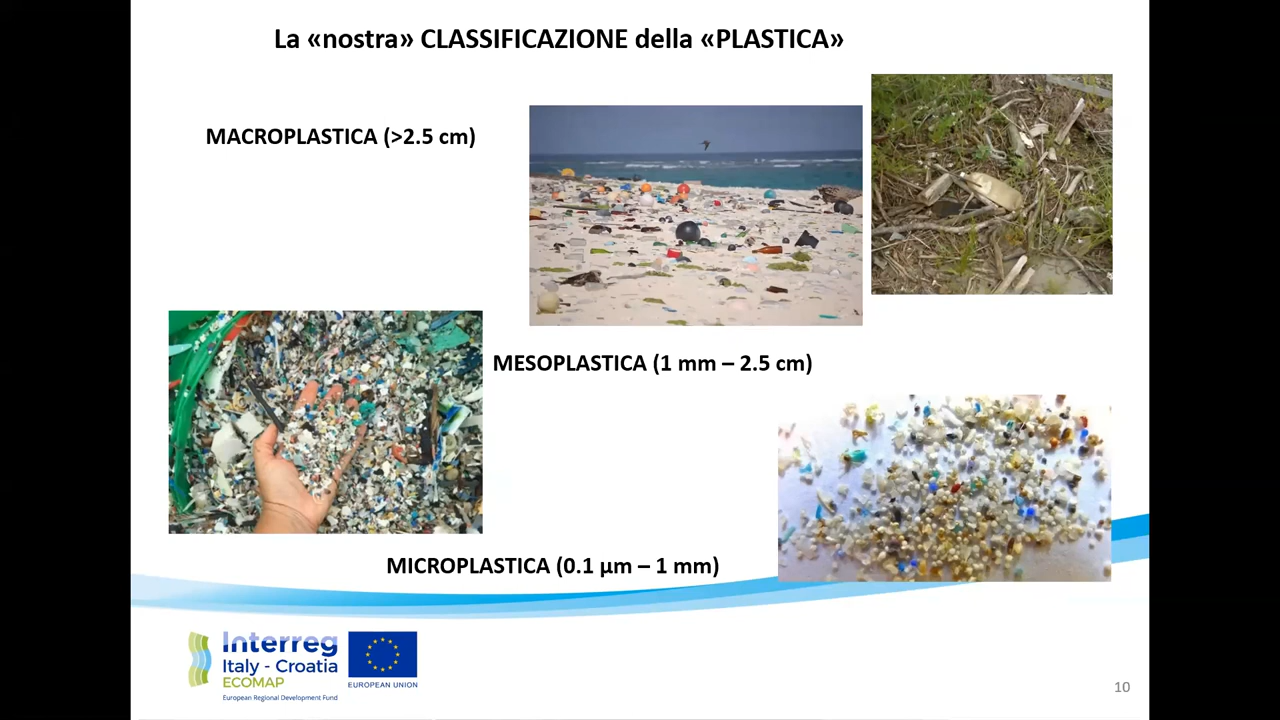 La «nostra» CLASSIFICAZIONE della «PLASTICA»
MACROPLASTICA (>2.5 cm)
MESOPLASTICA (1 mm – 2.5 cm)
MICROPLASTICA (0.1 µm – 1 mm)
Interreg
Italy - Croatia
ECOMAP
European Regional Development Fund
EUROPEAN UNION
10